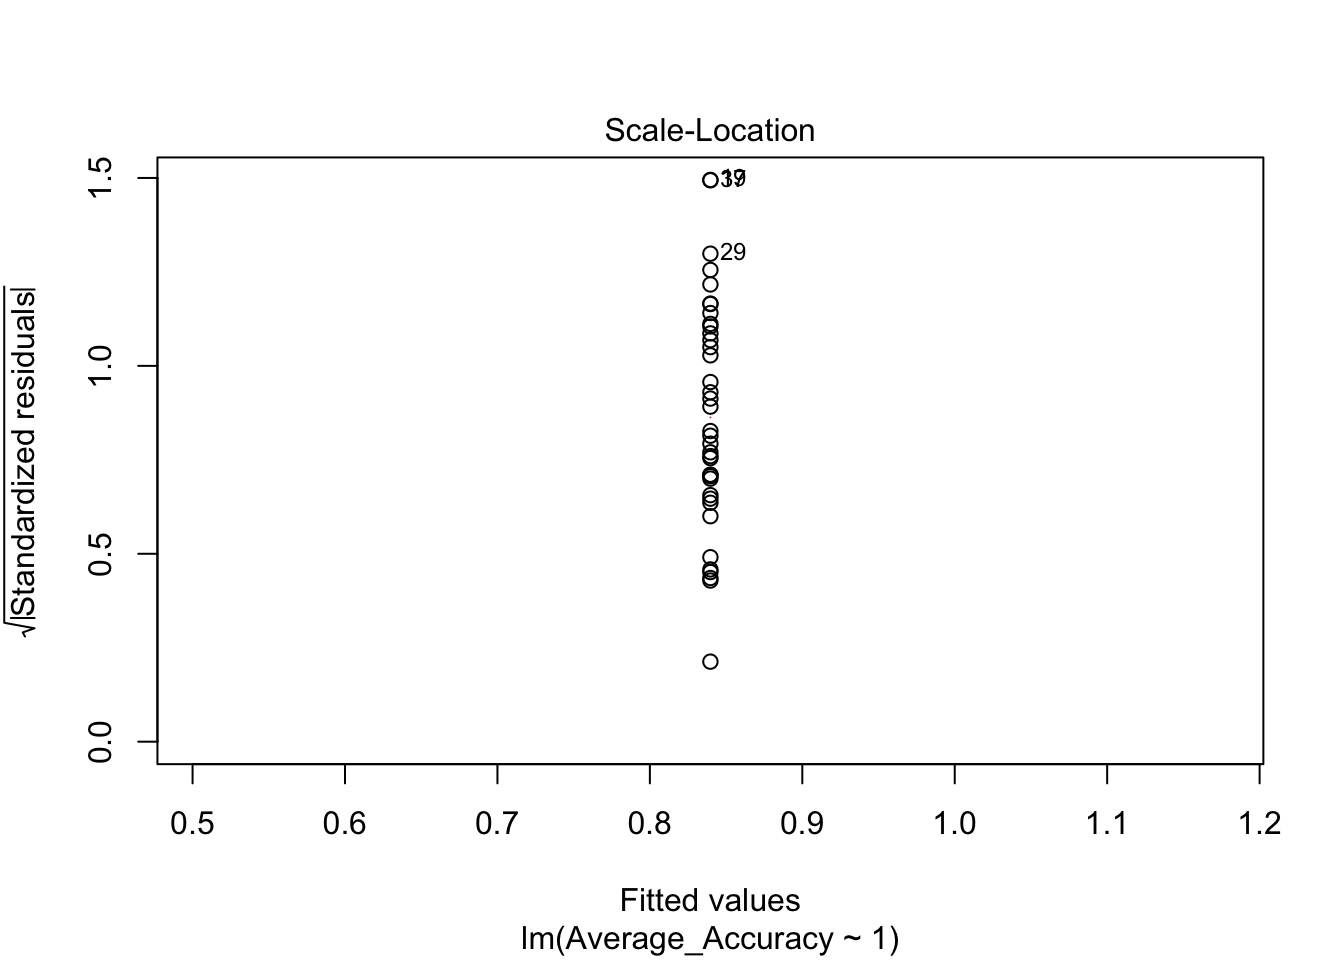 Scale-Location
1.5
1.0
0.5
0.0
√|Standardized residuals|
29
0.5 0.6 0.7 0.8 0.9 1.0 1.1 1.2
Fitted values
lm(Average_Accuracy ~ 1)